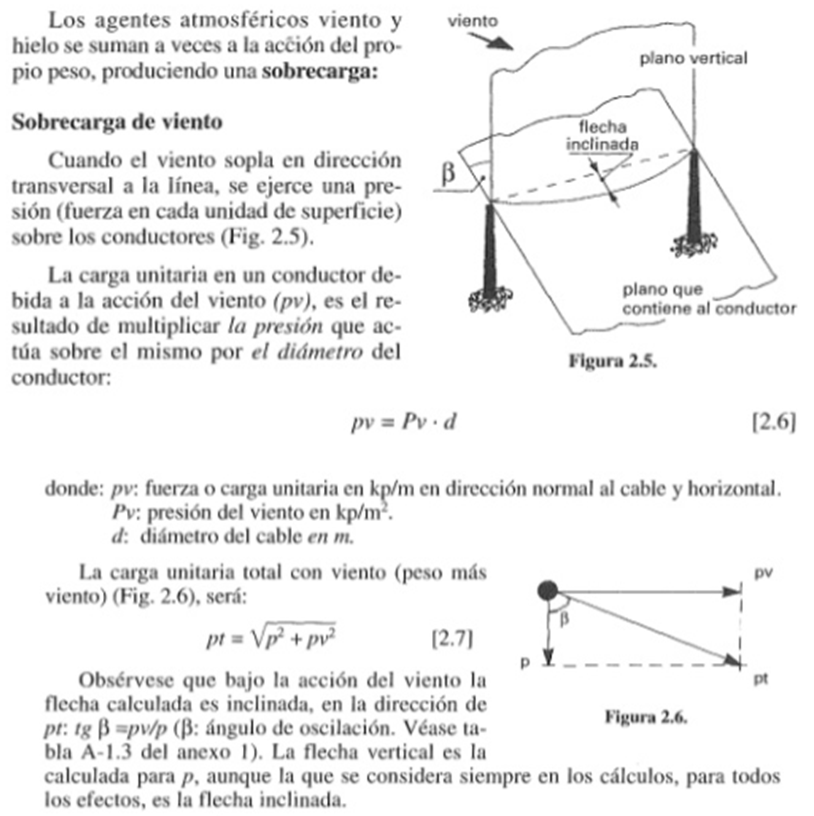 Los agentes atmosféricos viento y
hielo se suman a veces a la acción del pro-
pio peso, produciendo una sobrecarga:
Sobrecarga de viento
Cuando el viento sopla en dirección
transversal a la línea, se ejerce una pre-
sión (fuerza en cada unidad de superficie)
sobre los conductores (Fig. 2.5).
La carga unitaria en un conductor de-
bida a la acción del viento (pv), es el re-
sultado de multiplicar la presión que ac-
túa sobre el mismo por el diámetro del
conductor:
viento
plano vertical
flecha
inclinada
β
plano que
contiene al conductor
Figura 2.5.
pv = Pv · d [2.6]
donde: pv: fuerza o carga unitaria en kp/m en dirección normal al cable y horizontal.
Pv: presión del viento en kp/m².
d: diámetro del cable en m.
La carga unitaria total con viento (peso más
viento) (Fig. 2.6), será:
pt = √p² + pv² [2.7]
Obsérvese que bajo la acción del viento la
flecha calculada es inclinada, en la dirección de
pt: tg β =pv/p (β: ángulo de oscilación. Véase ta-
bla A-1.3 del anexo 1). La flecha vertical es la
calculada para p, aunque la que se considera siempre en los cálculos, para todos
los efectos, es la flecha inclinada.
pv
β
p
pt
Figura 2.6.